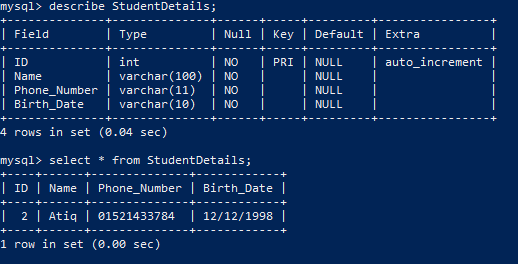 mysql> describe StudentDetails;
+--------------+--------------+------+-----+---------+----------------+
| Field        | Type         | Null | Key | Default | Extra          |
+--------------+--------------+------+-----+---------+----------------+
| ID           | int          | NO   | PRI | NULL    | auto_increment |
| Name         | varchar(100) | NO   |     | NULL    |                |
| Phone_Number | varchar(11)  | NO   |     | NULL    |                |
| Birth_Date   | varchar(10)  | NO   |     | NULL    |                |
+--------------+--------------+------+-----+---------+----------------+
4 rows in set (0.04 sec)

mysql> select * from StudentDetails;
+----+------+--------------+------------+
| ID | Name | Phone_Number | Birth_Date |
+----+------+--------------+------------+
|  2 | Atiq | 01521433784  | 12/12/1998 |
+----+------+--------------+------------+
1 row in set (0.00 sec)